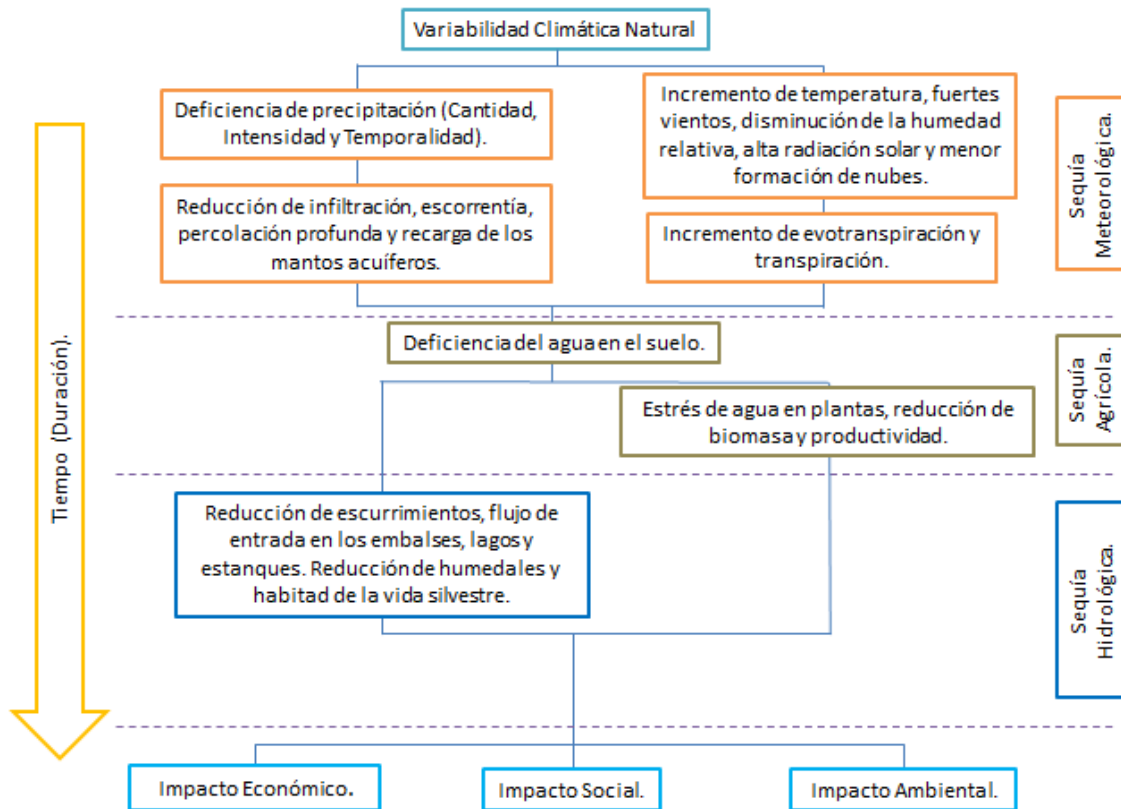 Variabilidad Climática Natural
Deficiencia de precipitación (Cantidad,
Intensidad y Temporalidad).
Incremento de temperatura, fuertes
vientos, disminución de la humedad
relativa, alta radiación solar y menor
formación de nubes.
Sequía
Meteorológica.
Reducción de infiltración, escorrentía,
percolación profunda y recarga de los
mantos acuíferos.
Incremento de evotranspiración y
transpiración.
Tiempo (Duración).
Deficiencia del agua en el suelo.
Estrés de agua en plantas, reducción de
biomasa y productividad.
Sequía
Agrícola.
Reducción de escurrimientos, flujo de
entrada en los embalses, lagos y
estanques. Reducción de humedales y
habitad de la vida silvestre.
Sequía
Hidrológica.
Impacto Económico.
Impacto Social.
Impacto Ambiental.